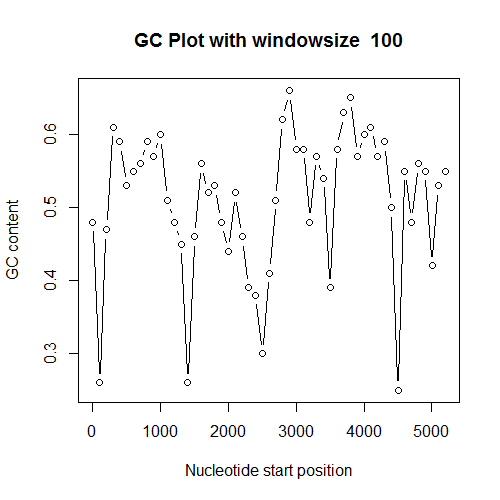 GC Plot with windowsize  100
GC content
0.6
0.5
0.4
0.3
0 1000 2000 3000 4000 5000
Nucleotide start position